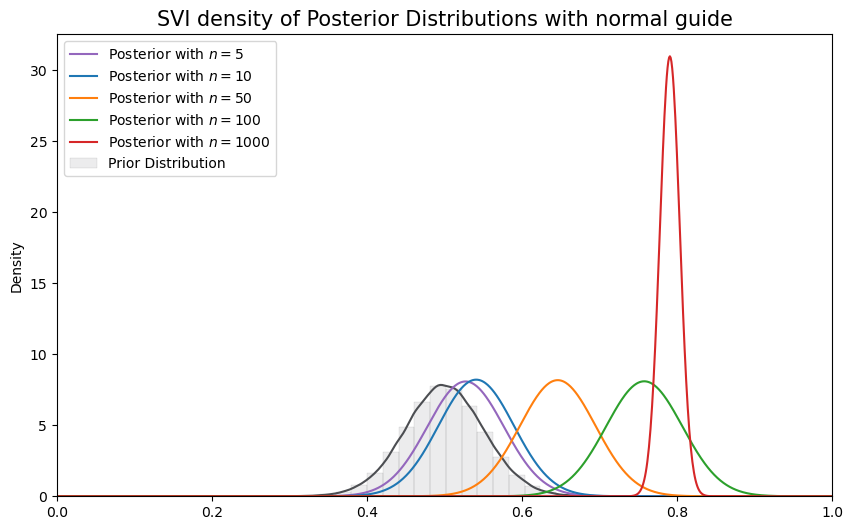 SVI density of Posterior Distributions with normal guide
Posterior with n = 5
Posterior with n = 10
Posterior with n = 50
Posterior with n = 100
Posterior with n = 1000
Prior Distribution
Density
30
25
20
15
10
5
0
0.0 0.2 0.4 0.6 0.8 1.0